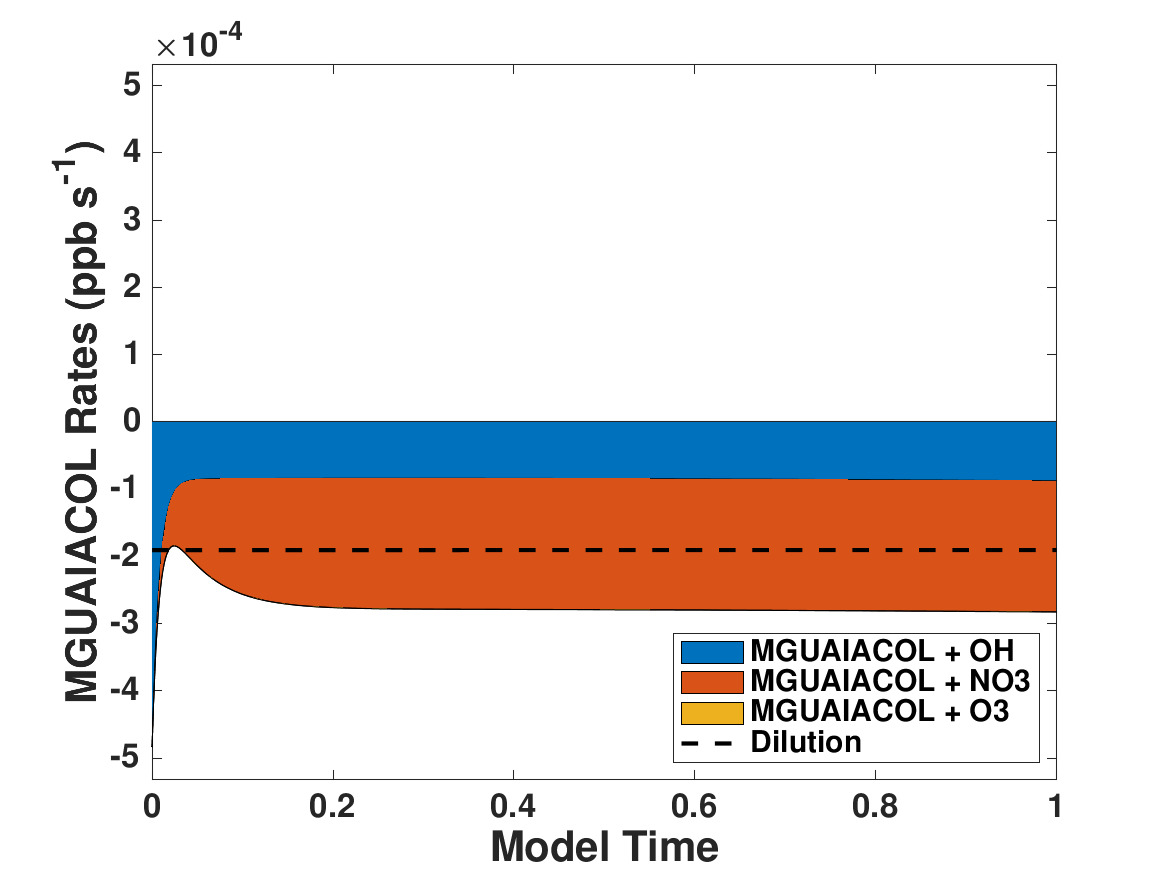 ×10-4
5
4
3
2
1
0
-1
-2
-3
-4
-5
MGUAIACOL Rates (ppb s-1)
MGUAIACOL + OH
MGUAIACOL + NO3
MGUAIACOL + O3
Dilution
0 0.2 0.4 0.6 0.8 1
Model Time